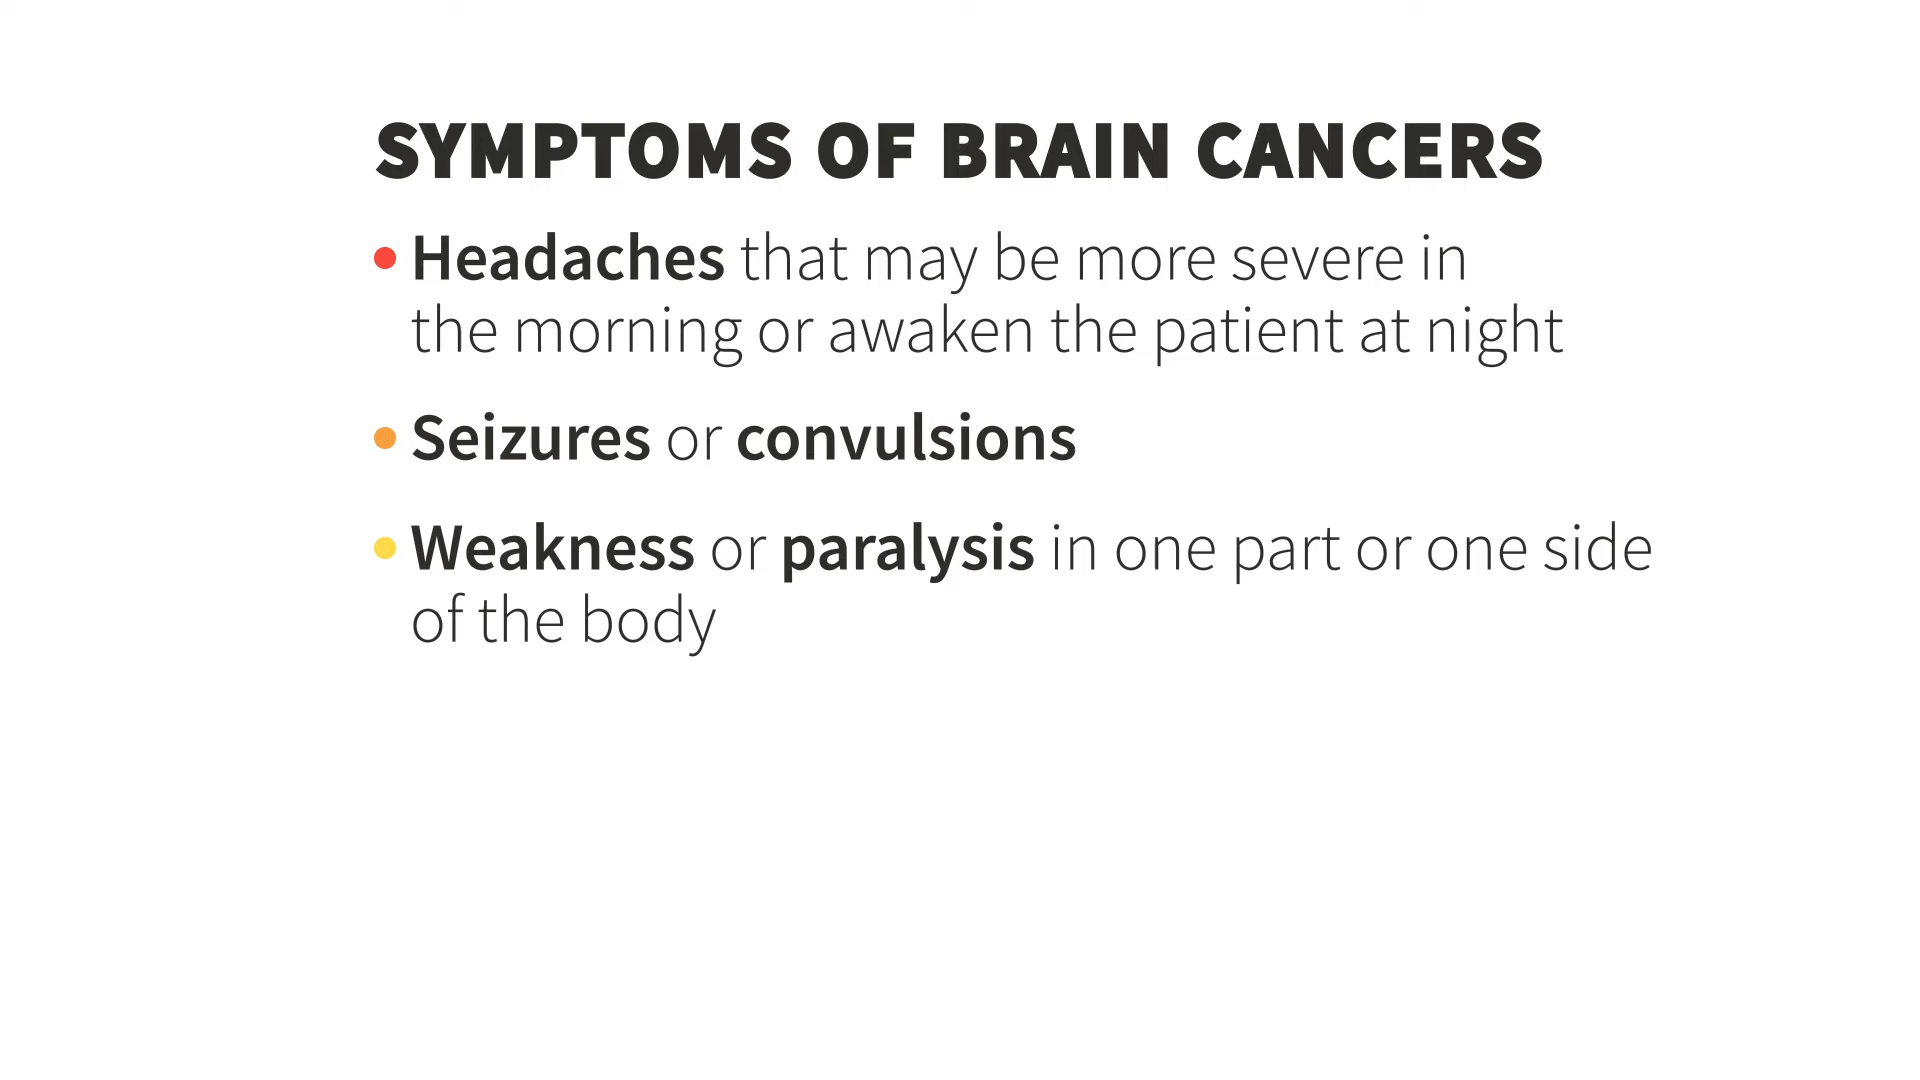 SYMPTOMS OF BRAIN CANCERS
• Headaches that may be more severe in
the morning or awaken the patient at night
• Seizures or convulsions
• Weakness or paralysis in one part or one side
of the body